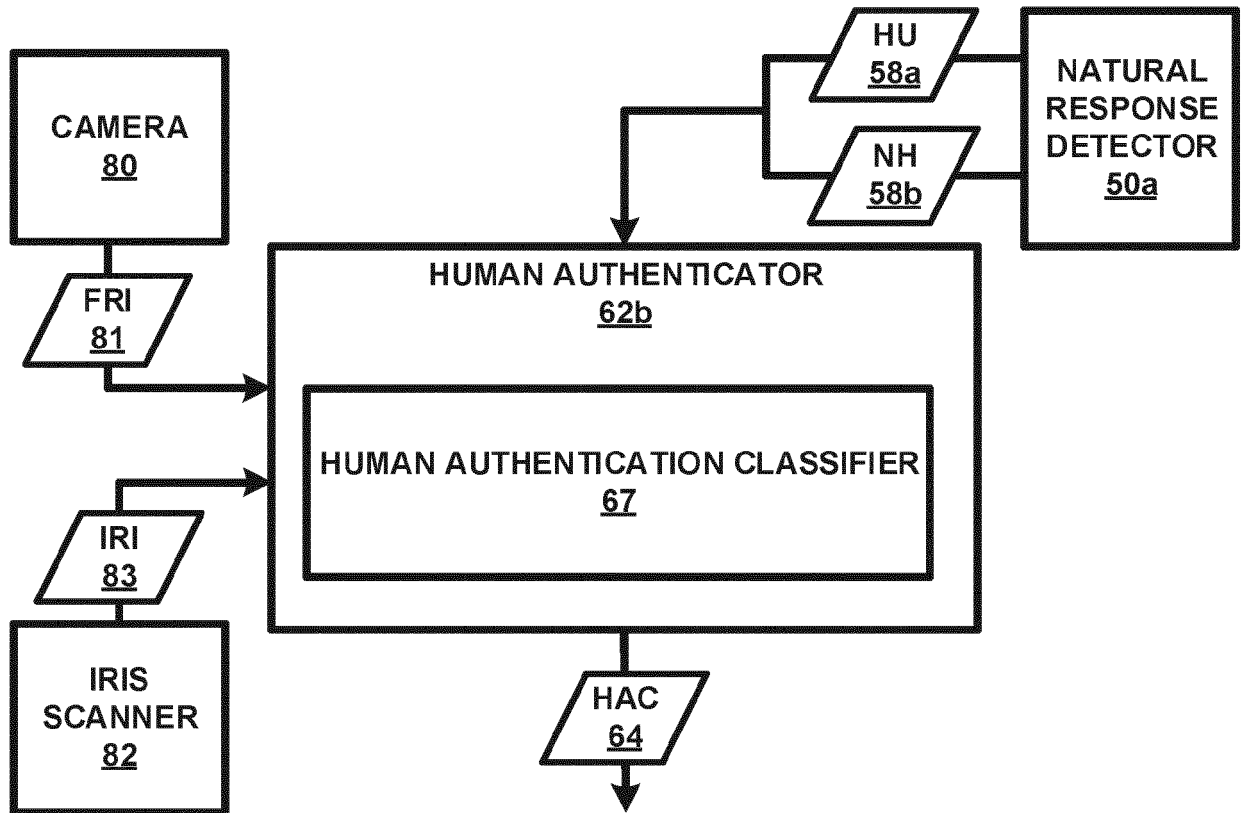 CAMERA
80
HU
58a
NATURAL
RESPONSE
DETECTOR
50a
NH
58b
FRI
81
HUMAN AUTHENTICATOR
62b
HUMAN AUTHENTICATION CLASSIFIER
67
IRI
83
IRIS
SCANNER
82
HAC
64